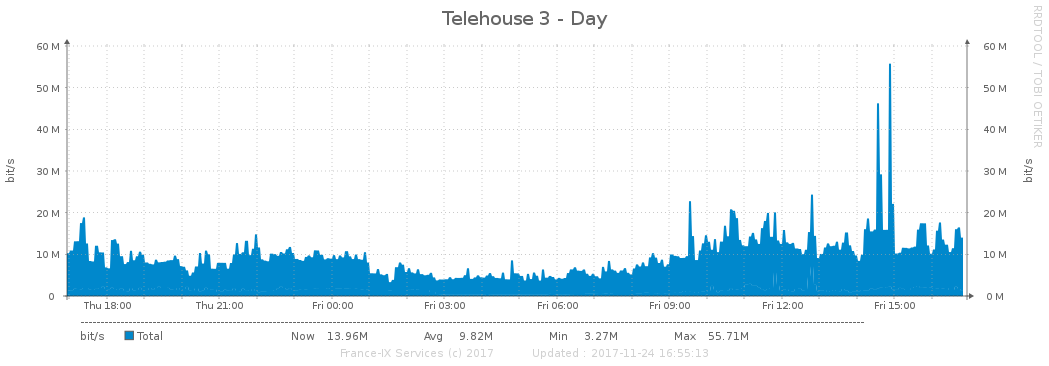 Telehouse 3 - Day
RRDTOOL / TOBI OETIKER
60 M 60 M
50 M 50 M
40 M 40 M
30 M 30 M
20 M 20 M
10 M 10 M
0 0 M
bit/s bit/s
Thu 18:00 Thu 21:00 Fri 00:00 Fri 03:00 Fri 06:00 Fri 09:00 Fri 12:00 Fri 15:00
bit/s Total Now 13.96M Avg 9.82M Min 3.27M Max 55.71M
France-IX Services (c) 2017 Updated : 2017-11-24 16:55:13